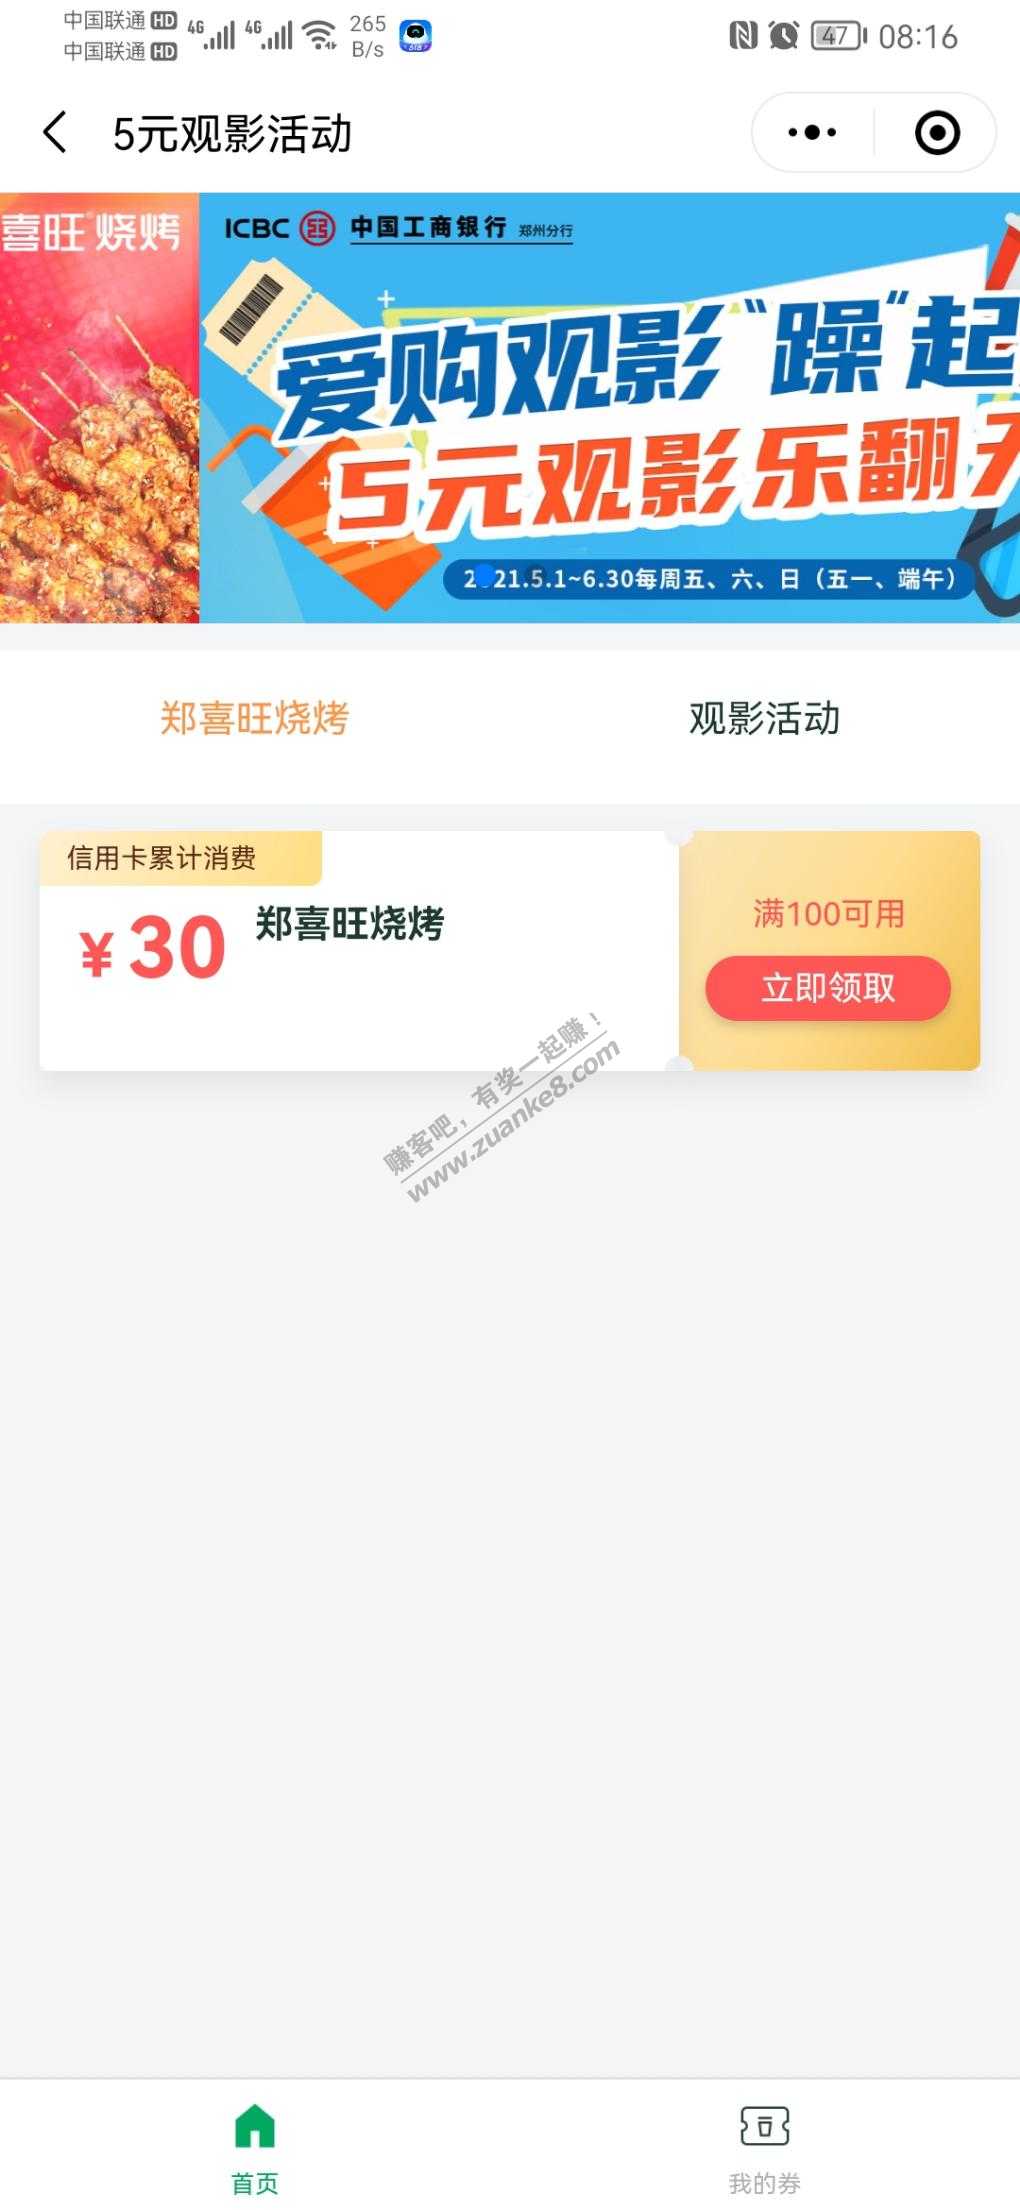 中国联通 HD
中国联通 HD
4G 4G
265
B/s
618
47
08:16
5元观影活动
喜旺 烧烤
ICBC 中国工商银行 郑州分行
爱购观影“躁”起
5元观影乐翻天
2021.5.1~6.30每周五、六、日（五一、端午）
郑喜旺烧烤
观影活动
信用卡累计消费
¥30
郑喜旺烧烤
满100可用
立即领取
赚客吧，有奖一起赚！
www.zuanke8.com
首页
我的券